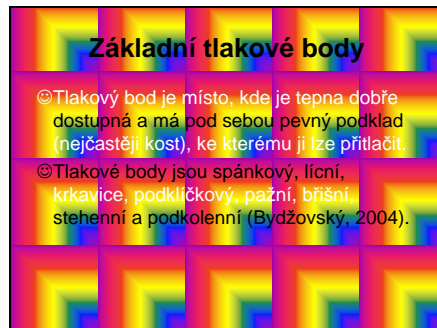 Základní tlakové body
☺Tlakový bod je místo, kde je tepna dobře
dostupná a má pod sebou pevný podklad
(nejčastěji kost), ke kterému ji lze přitlačit.
☺Tlakové body jsou spánkový, lícní,
krkavice, podklíčkový, pažní, břišní,
stehenní a podkolenní (Bydžovský, 2004).